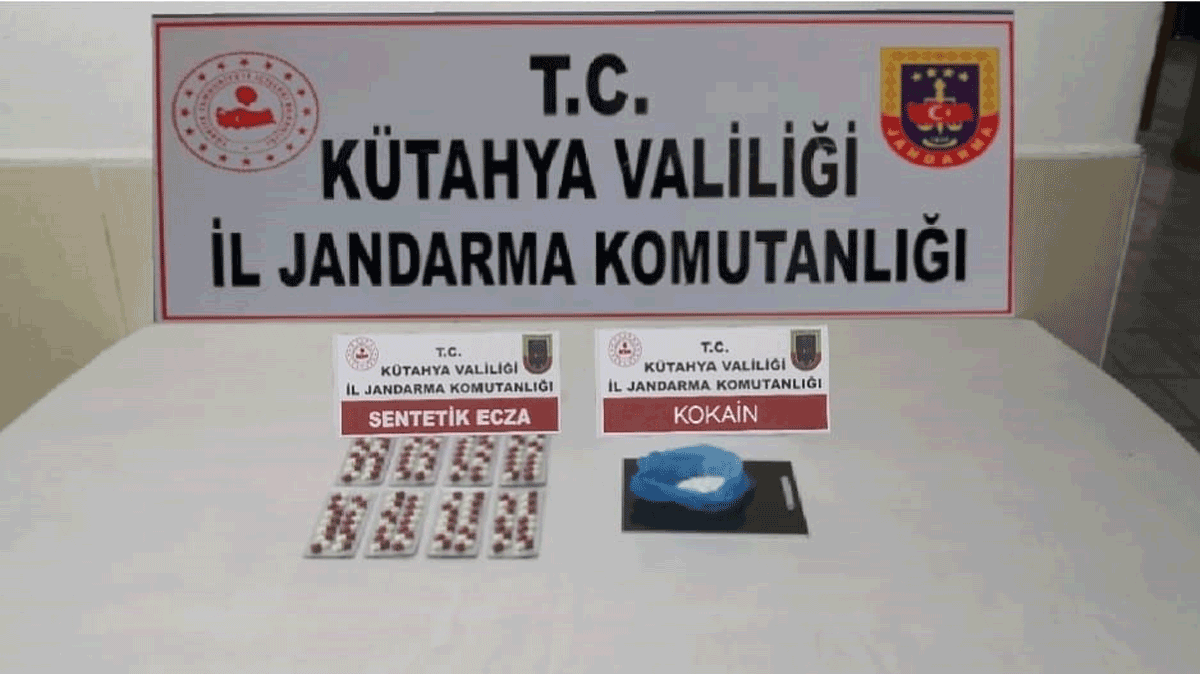 T.C.
KÜTAHYA VALİLİĞİ
İL JANDARMA KOMUTANLIĞI
JANDARMA
T.C.
KÜTAHYA VALİLİĞİ
İL JANDARMA KOMUTANLIĞI
SENTETİK ECZA
T.C.
KÜTAHYA VALİLİĞİ
İL JANDARMA KOMUTANLIĞI
KOKAİN